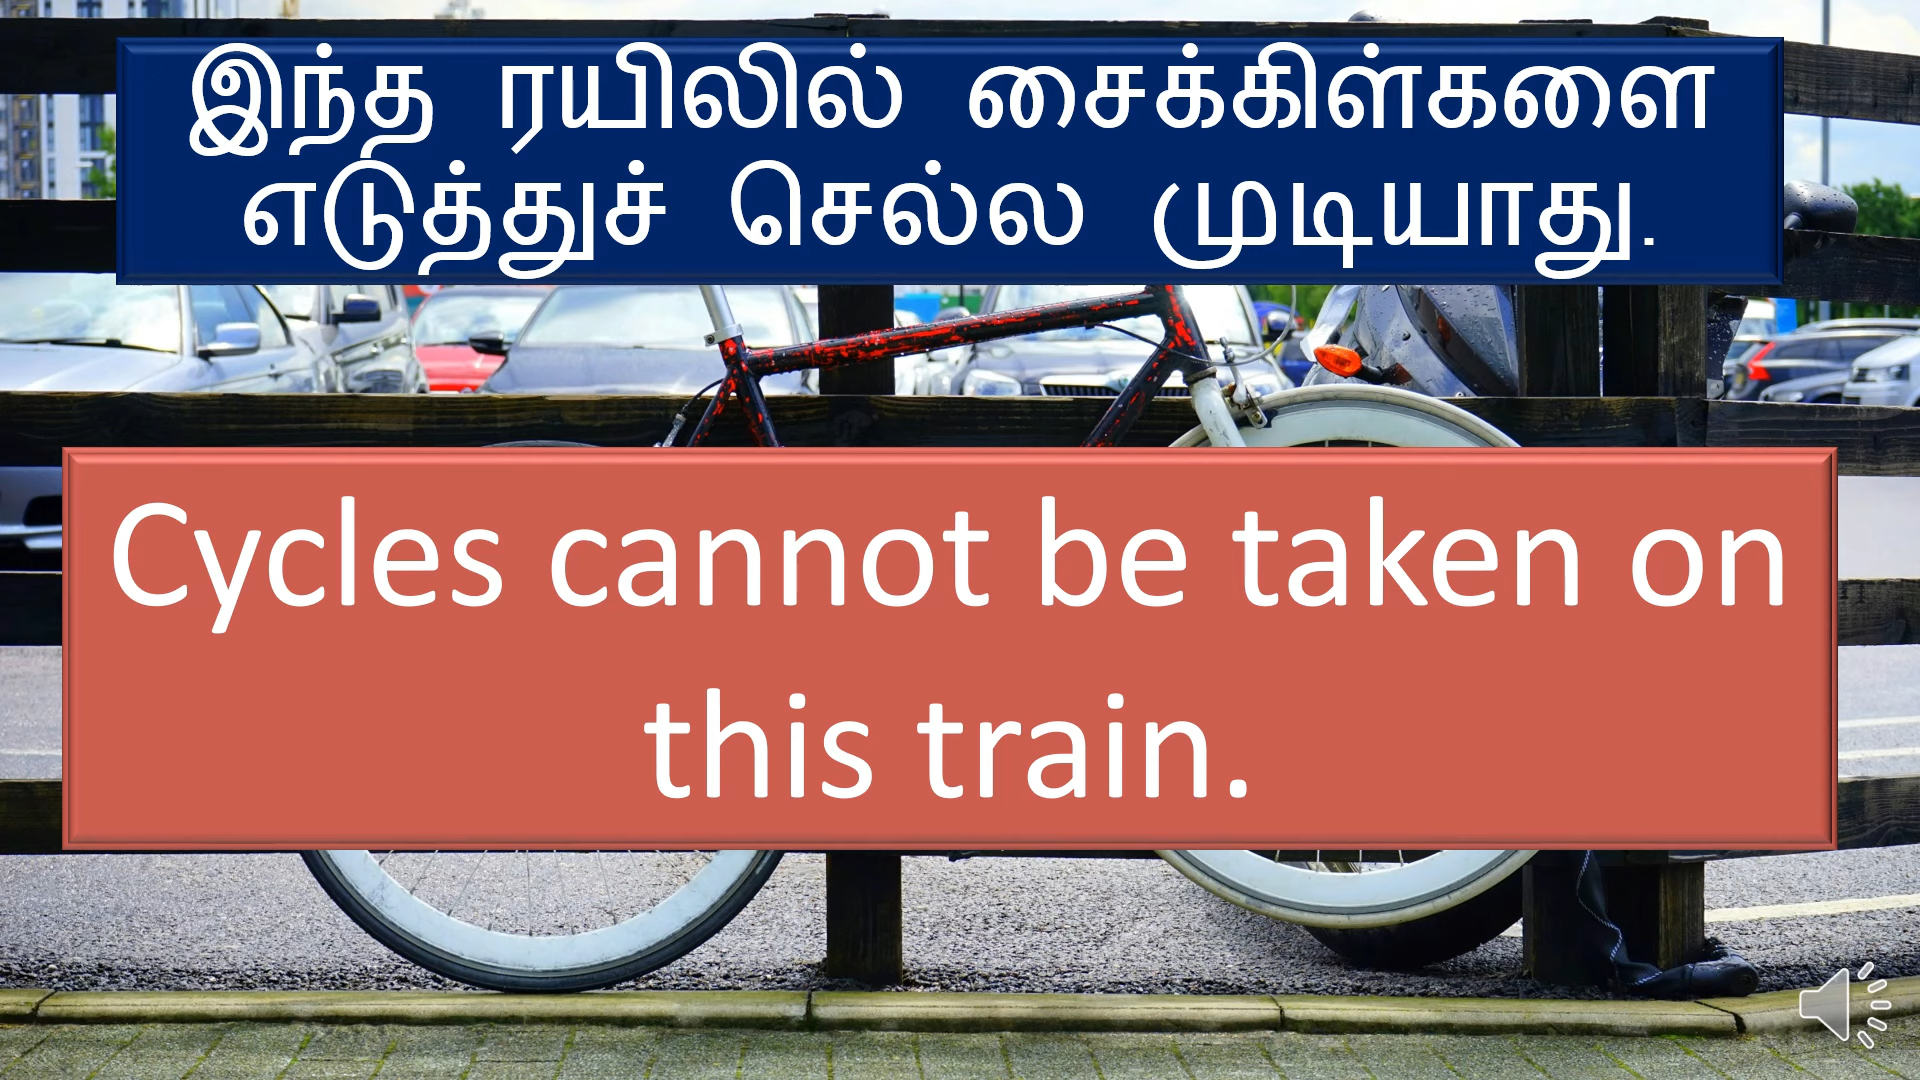 இந்த ரயிலில் சைக்கிள்களை
எடுத்துச் செல்ல முடியாது.
Cycles cannot be taken on
this train.